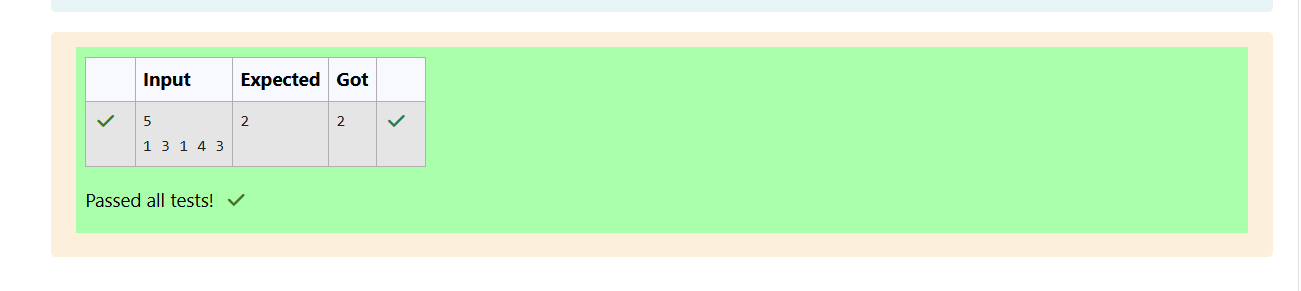 Input Expected Got
5 2 2
1 3 1 4 3
Passed all tests!